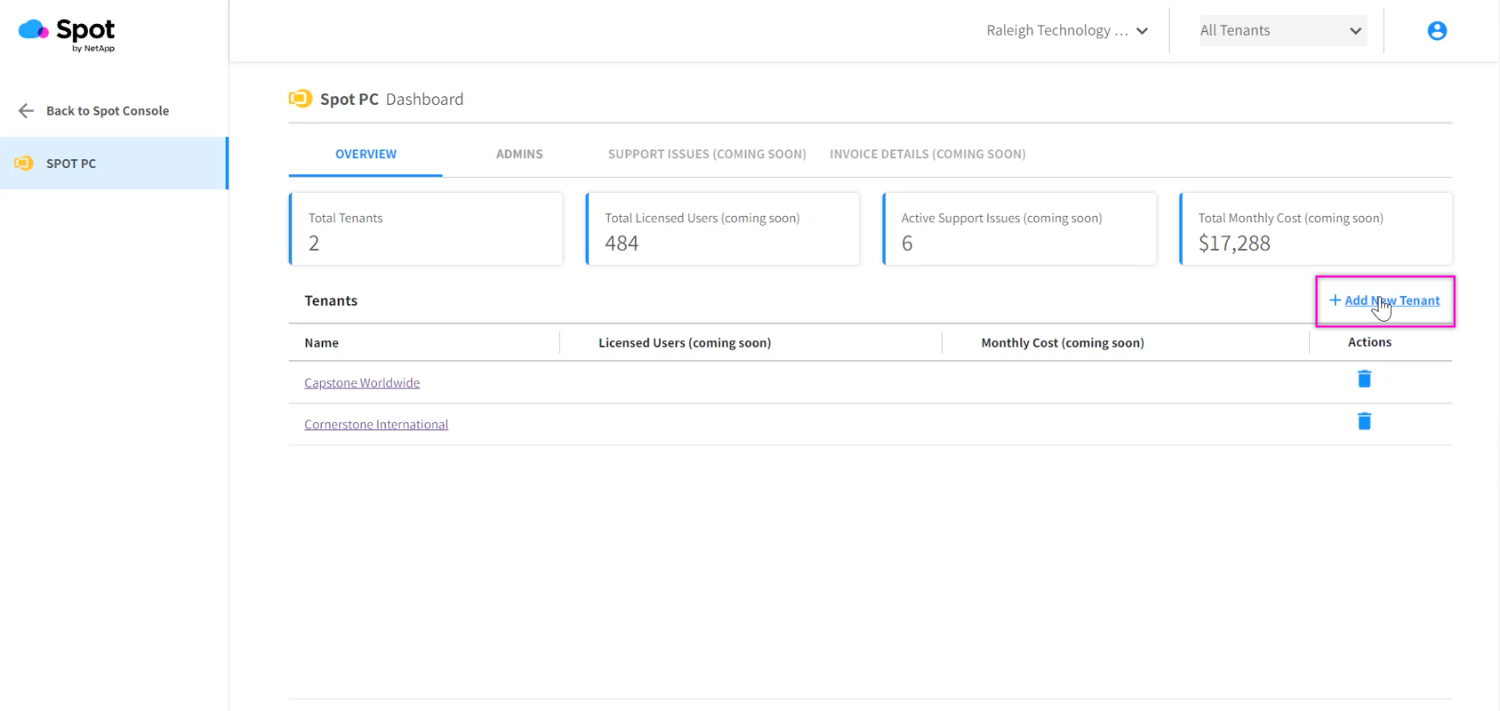 Spot
by NetApp
Raleigh Technology ...
All Tenants
Back to Spot Console
SPOT PC
Spot PC Dashboard
OVERVIEW ADMINS SUPPORT ISSUES (COMING SOON) INVOICE DETAILS (COMING SOON)
Total Tenants
2
Total Licensed Users (coming soon)
484
Active Support Issues (coming soon)
6
Total Monthly Cost (coming soon)
$17,288
Tenants
+ Add New Tenant
Name Licensed Users (coming soon) Monthly Cost (coming soon) Actions
Capstone Worldwide
Cornerstone International